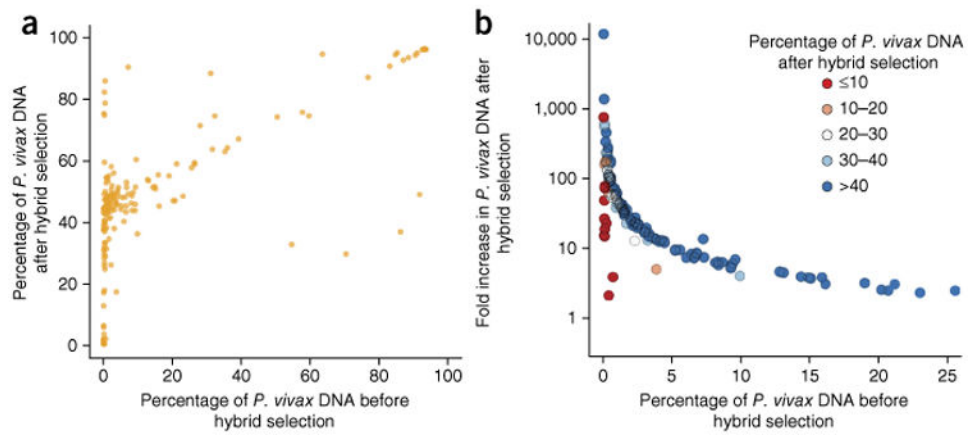 a
Percentage of P. vivax DNA
after hybrid selection
100
80
60
40
20
0
0 20 40 60 80 100
Percentage of P. vivax DNA before
hybrid selection
b
Fold increase in P. vivax DNA after
hybrid selection
10,000
1,000
100
10
1
Percentage of P. vivax DNA
after hybrid selection
≤10
10–20
20–30
30–40
>40
0 5 10 15 20 25
Percentage of P. vivax DNA before
hybrid selection